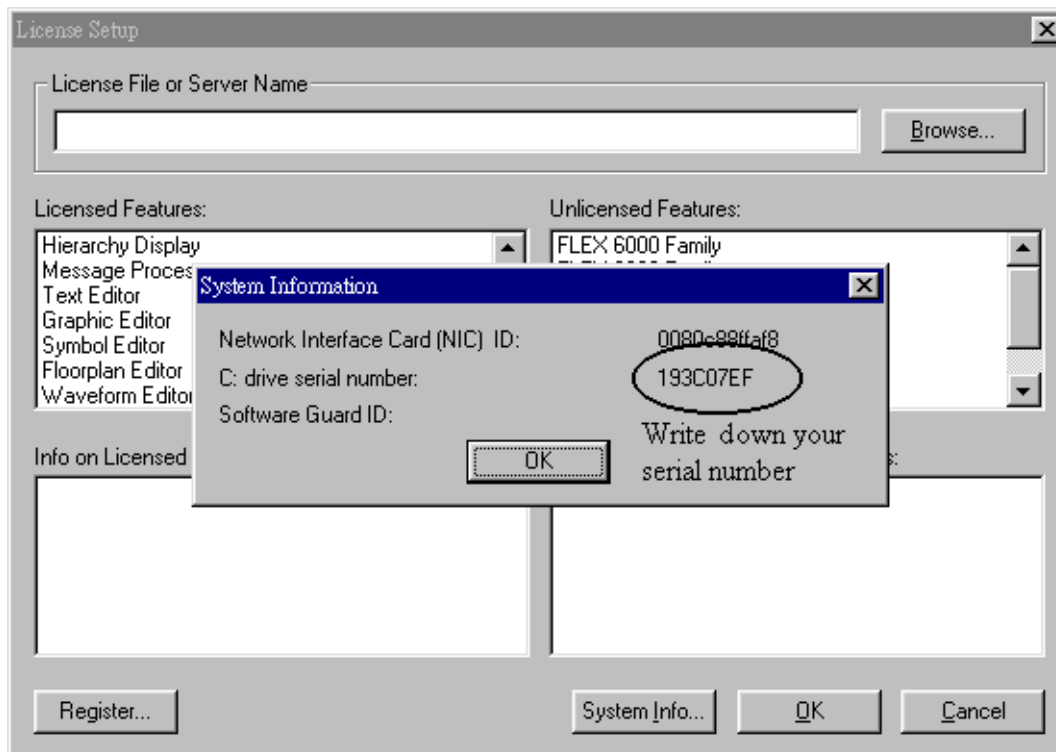 License Setup
License File or Server Name
Browse...
Licensed Features:
Unlicensed Features:
Hierarchy Display
Message Proces
Text Editor
Graphic Editor
Symbol Editor
Floorplan Editor
Waveform Editor
FLEX 6000 Family
System Information
Network Interface Card (NIC) ID: 0080c88ffaf8
C: drive serial number: 193C07EF
Software Guard ID:
OK
Write down your
serial number
Info on Licensed
s:
Register...
System Info...
OK
Cancel